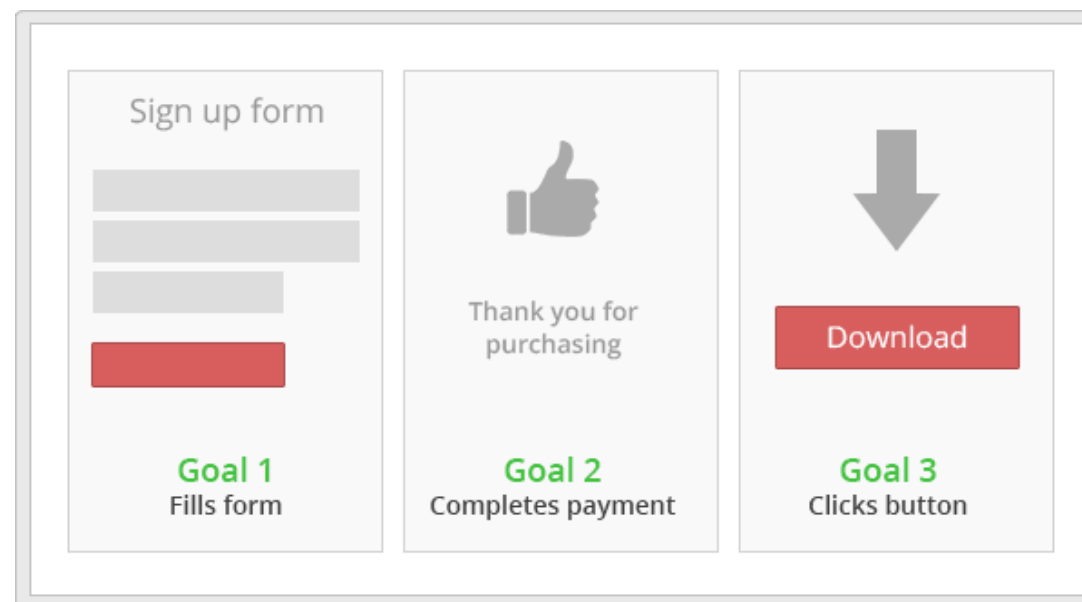 Sign up form
Goal 1
Fills form
Thank you for
purchasing
Goal 2
Completes payment
Download
Goal 3
Clicks button